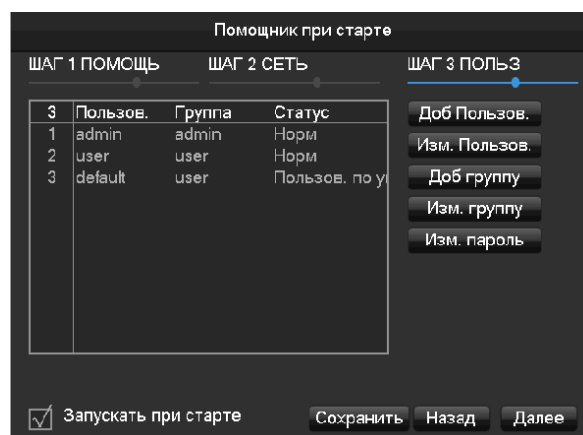 Помощник при старте
ШАГ 1 ПОМОЩЬ ШАГ 2 СЕТЬ ШАГ 3 ПОЛЬЗ
3 Пользов. Группа Статус
1 admin admin Норм
2 user user Норм
3 default user Пользов. по у
Доб Пользов.
Изм. Пользов.
Доб группу
Изм. группу
Изм. пароль
Запускать при старте Сохранить Назад Далее